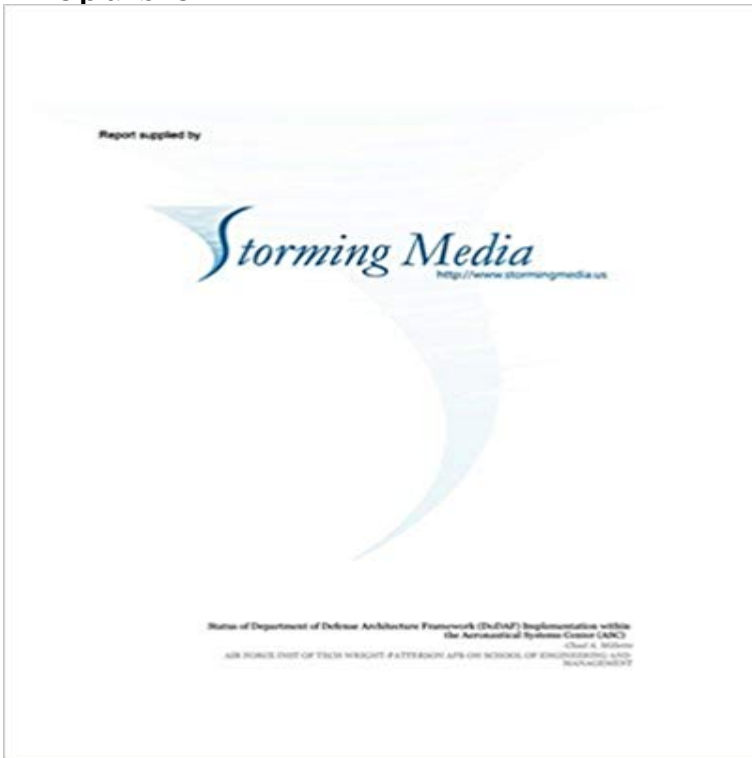 Report supplied by
Storming Media
http://www.stormingmedia.us
Status of Department of Defense Architecture Framework (DoDAF) Implementation within
the Aeronautical Systems Center (ASC)
Chad A. Millette
AIR FORCE INST OF TECH WRIGHT-PATTERSON AFB OH SCHOOL OF ENGINEERING AND
MANAGEMENT